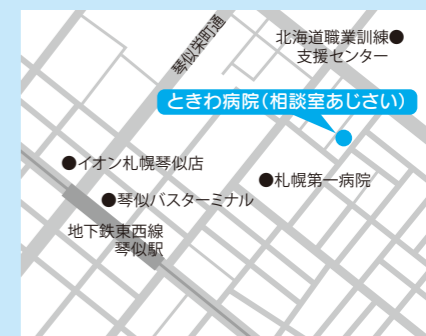 琴似栄町通
北海道職業訓練●
支援センター
ときわ病院(相談室あじさい)
●イオン札幌琴似店
●札幌第一病院
●琴似バスターミナル
地下鉄東西線
琴似駅